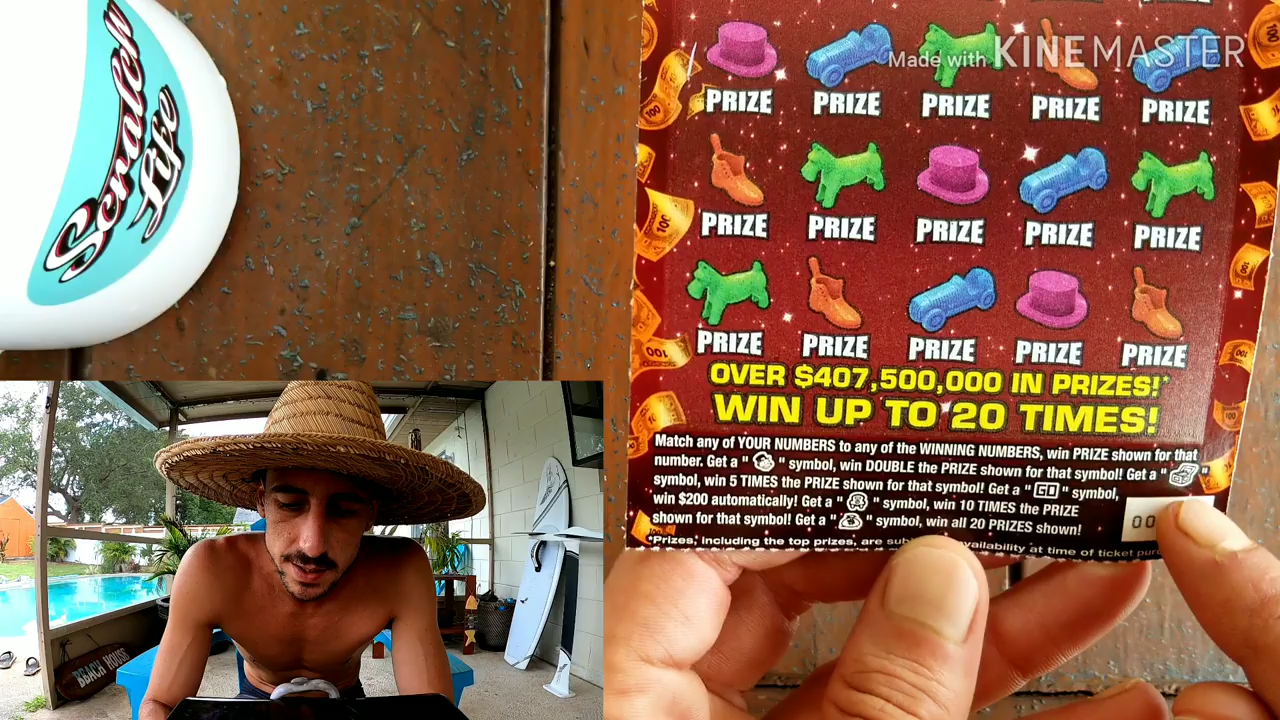 Scratch
Life
Made with KINEMASTER
PRIZE PRIZE PRIZE PRIZE PRIZE
PRIZE PRIZE PRIZE PRIZE PRIZE
PRIZE PRIZE PRIZE PRIZE PRIZE
OVER $407,500,000 IN PRIZES!*
WIN UP TO 20 TIMES!
Match any of YOUR NUMBERS to any of the WINNING NUMBERS, win PRIZE shown for that
number. Get a " " symbol, win DOUBLE the PRIZE shown for that symbol! Get a " "
symbol, win 5 TIMES the PRIZE shown for that symbol! Get a "GO" symbol,
win $200 automatically! Get a " " symbol, win 10 TIMES the PRIZE
shown for that symbol! Get a " " symbol, win all 20 PRIZES shown!
*Prizes, including the top prizes, are availability at time of ticket
00
100
100
100
BEACH HOUSE